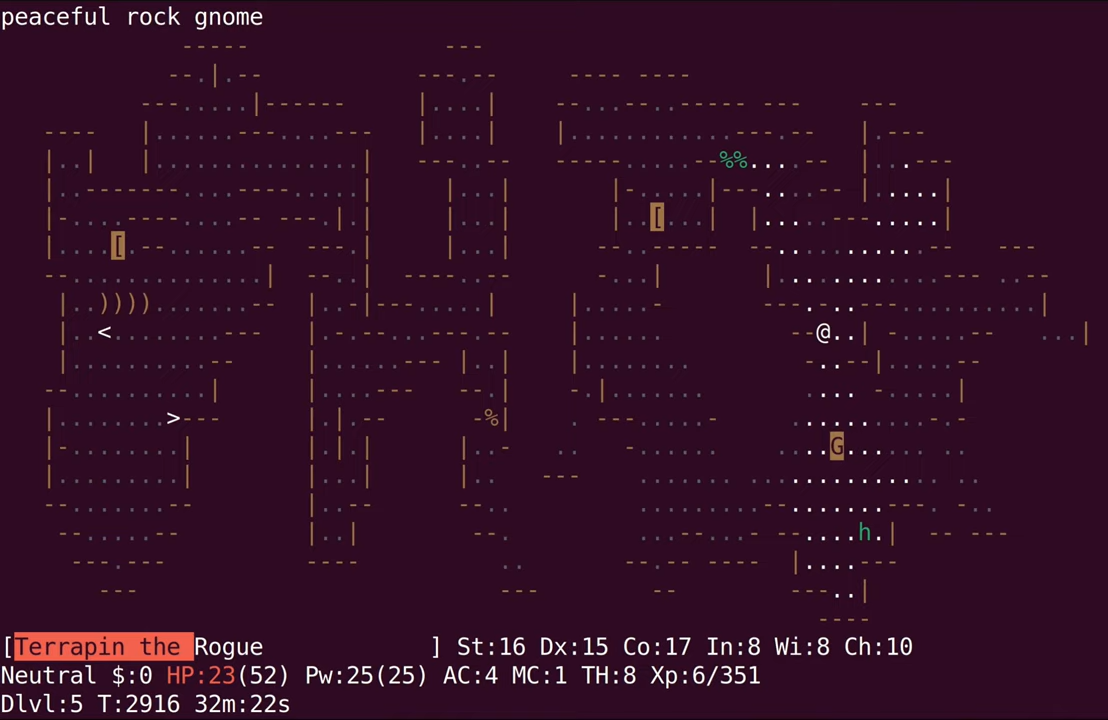 peaceful rock gnome
[Terrapin the Rogue ] St:16 Dx:15 Co:17 In:8 Wi:8 Ch:10
Neutral $:0 HP:23(52) Pw:25(25) AC:4 MC:1 TH:8 Xp:6/351
Dlvl:5 T:2916 32m:22s